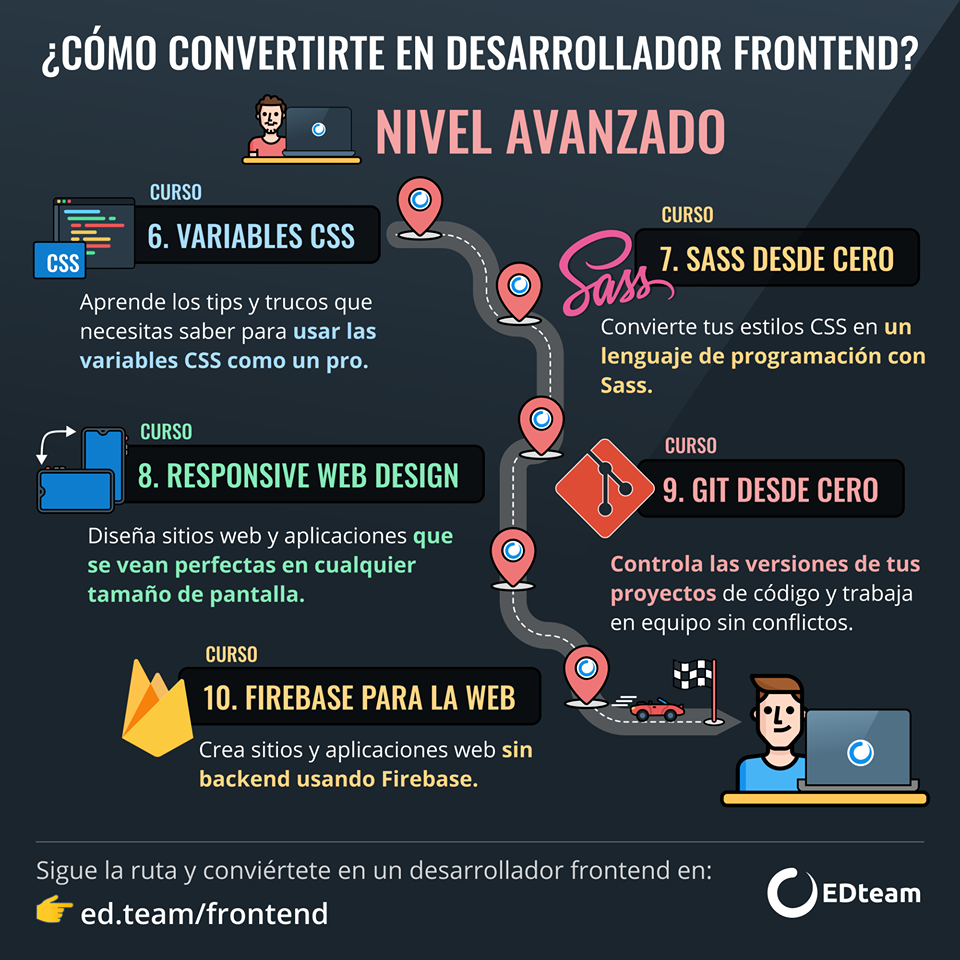 ¿CÓMO CONVERTIRTE EN DESARROLLADOR FRONTEND?
NIVEL AVANZADO
CURSO
6. VARIABLES CSS
CSS
Aprende los tips y trucos que
necesitas saber para usar las
variables CSS como un pro.
CURSO
Sass
7. SASS DESDE CERO
Convierte tus estilos CSS en un
lenguaje de programación con
Sass.
CURSO
8. RESPONSIVE WEB DESIGN
Diseña sitios web y aplicaciones que
se vean perfectas en cualquier
tamaño de pantalla.
CURSO
9. GIT DESDE CERO
Controla las versiones de tus
proyectos de código y trabaja
en equipo sin conflictos.
CURSO
10. FIREBASE PARA LA WEB
Crea sitios y aplicaciones web sin
backend usando Firebase.
Sigue la ruta y conviértete en un desarrollador frontend en:
ed.team/frontend
EDteam